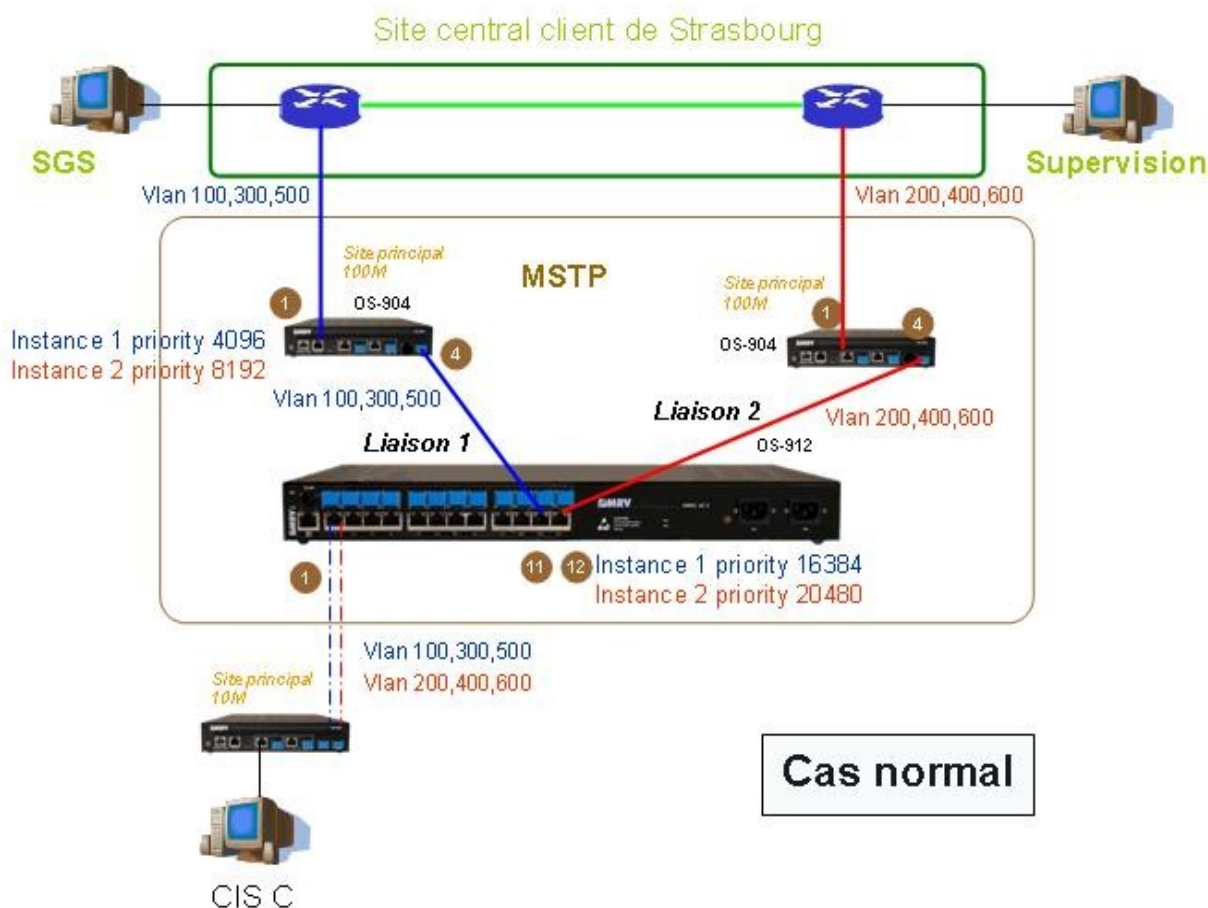 Site central client de Strasbourg
SGS
Supervision
Vlan 100,300,500
Vlan 200,400,600
Site principal
100M
MSTP
Site principal
100M
1
OS-904
1
4
Instance 1 priority 4096
Instance 2 priority 8192
4
OS-904
Vlan 100,300,500
Liaison 2
Vlan 200,400,600
Liaison 1
OS-912
MRV
1
11
12
Instance 1 priority 16384
Instance 2 priority 20480
Vlan 100,300,500
Vlan 200,400,600
Site principal
10M
Cas normal
CIS C